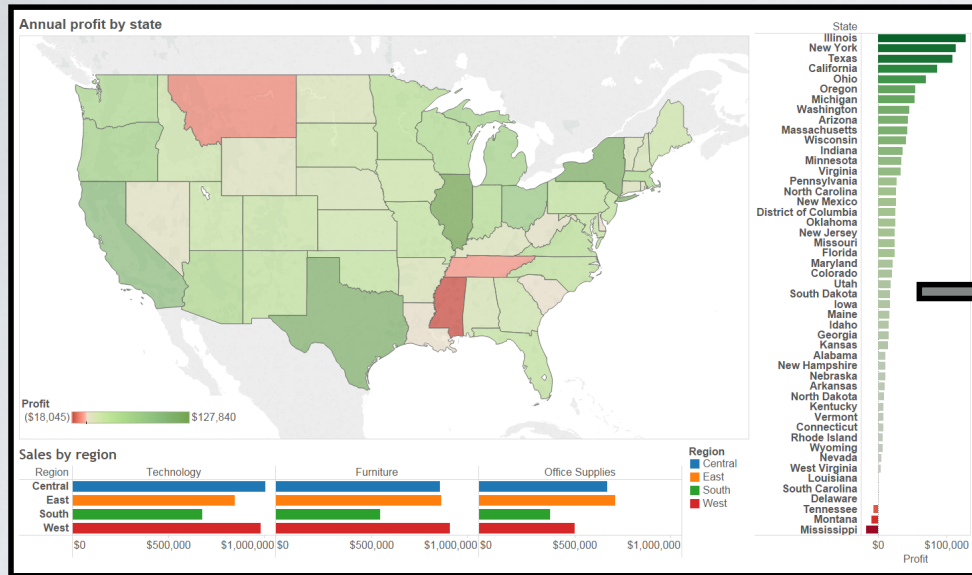 Annual profit by state
Profit
($18,045) $127,840
Sales by region
Region Technology Furniture Office Supplies
Central
East
South
West
$0 $500,000 $1,000,000 $0 $500,000 $1,000,000 $0 $500,000 $1,000,000
Region
Central
East
South
West
State
Illinois
New York
Texas
California
Ohio
Oregon
Michigan
Washington
Arizona
Massachusetts
Wisconsin
Indiana
Minnesota
Virginia
Pennsylvania
North Carolina
New Mexico
District of Columbia
Oklahoma
New Jersey
Missouri
Florida
Maryland
Colorado
Utah
South Dakota
Iowa
Maine
Idaho
Georgia
Kansas
Alabama
New Hampshire
Nebraska
Arkansas
North Dakota
Kentucky
Vermont
Connecticut
Rhode Island
Wyoming
Nevada
West Virginia
Louisiana
South Carolina
Delaware
Tennessee
Montana
Mississippi
$0 $100,000
Profit